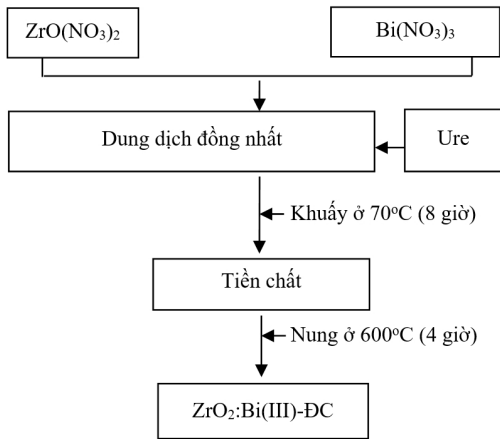 ZrO(NO₃)₂
Bi(NO₃)₃
Dung dịch đồng nhất
Ure
Khuấy ở 70ᵒC (8 giờ)
Tiền chất
Nung ở 600ᵒC (4 giờ)
ZrO₂:Bi(III)-ĐC